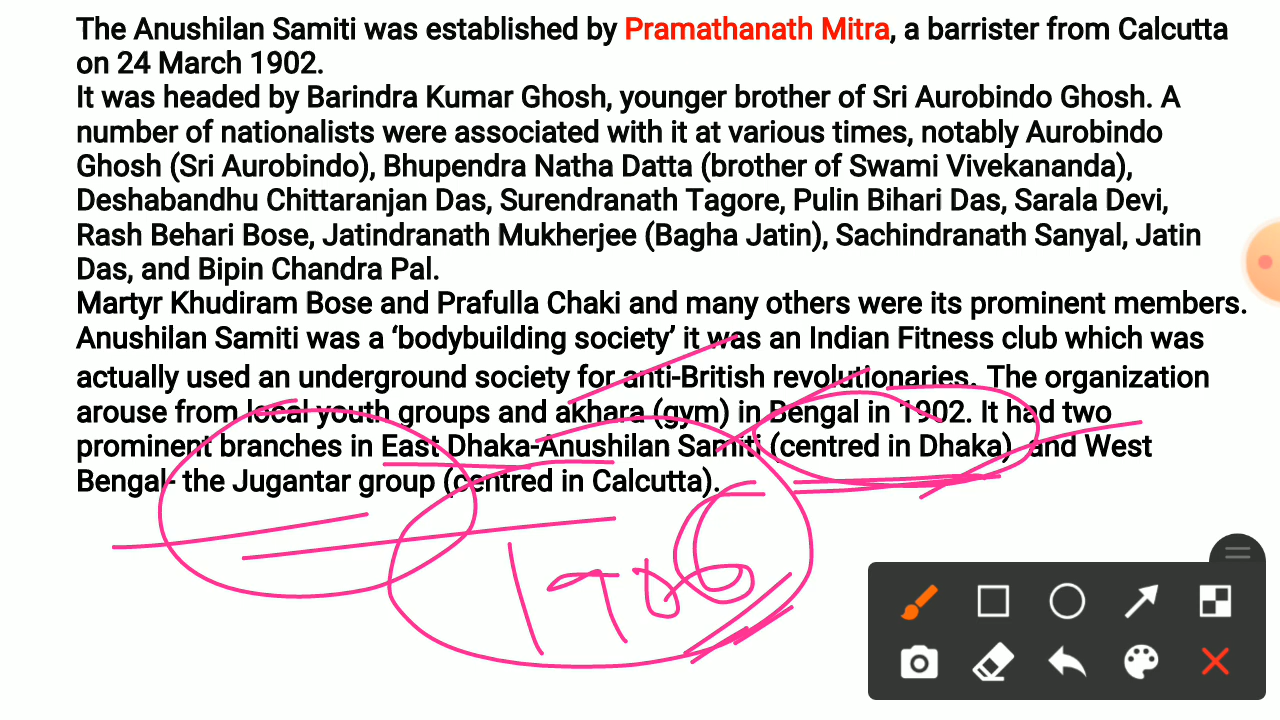 The Anushilan Samiti was established by Pramathanath Mitra, a barrister from Calcutta
on 24 March 1902.
It was headed by Barindra Kumar Ghosh, younger brother of Sri Aurobindo Ghosh. A
number of nationalists were associated with it at various times, notably Aurobindo
Ghosh (Sri Aurobindo), Bhupendra Natha Datta (brother of Swami Vivekananda),
Deshabandhu Chittaranjan Das, Surendranath Tagore, Pulin Bihari Das, Sarala Devi,
Rash Behari Bose, Jatindranath Mukherjee (Bagha Jatin), Sachindranath Sanyal, Jatin
Das, and Bipin Chandra Pal.
Martyr Khudiram Bose and Prafulla Chaki and many others were its prominent members.
Anushilan Samiti was a ‘bodybuilding society’ it was an Indian Fitness club which was
actually used an underground society for anti-British revolutionaries. The organization
arouse from local youth groups and akhara (gym) in Bengal in 1902. It had two
prominent branches in East Dhaka-Anushilan Samiti (centred in Dhaka) and West
Bengal- the Jugantar group (centred in Calcutta).
1906